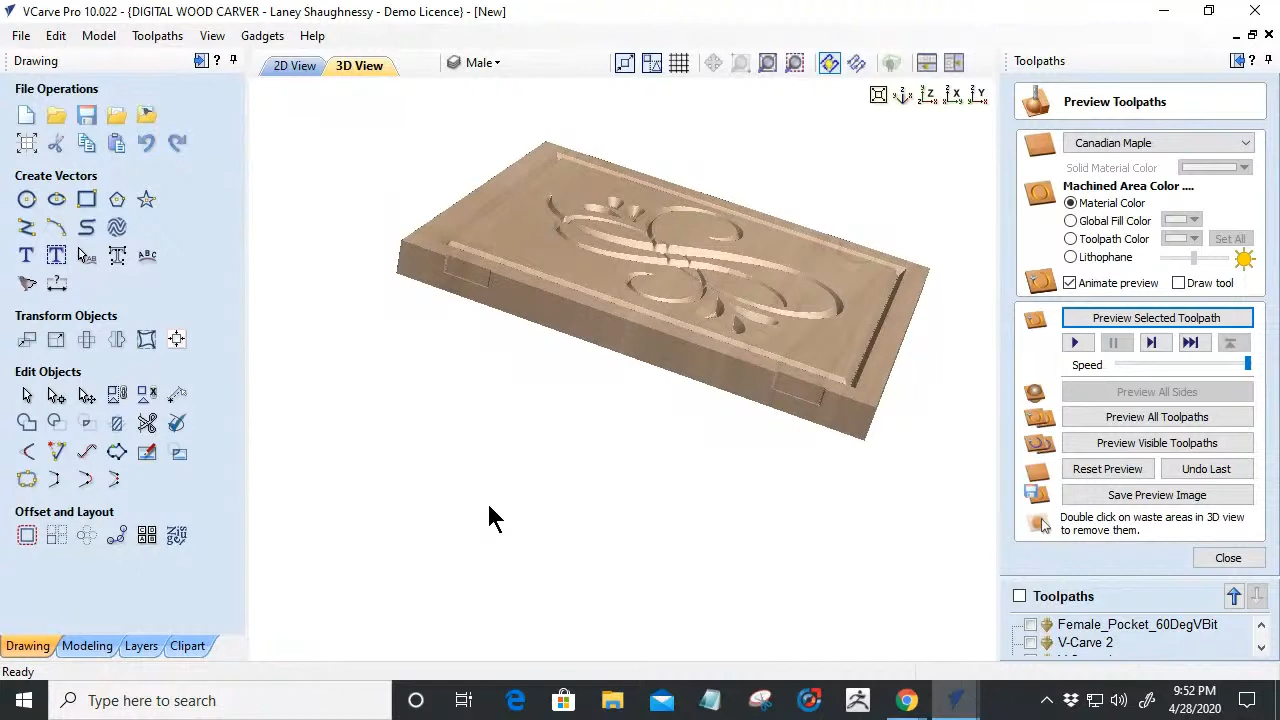 VCarve Pro 10.022 - {DIGITAL WOOD CARVER - Laney Shaughnessy - Demo Licence} - [New]
File Edit Model Toolpaths View Gadgets Help
Drawing
2D View 3D View
Male
Toolpaths
File Operations
Create Vectors
Transform Objects
Edit Objects
Offset and Layout
Preview Toolpaths
Canadian Maple
Solid Material Color
Machined Area Color ....
Material Color
Global Fill Color
Toolpath Color Set All
Lithophane
Animate preview Draw tool
Preview Selected Toolpath
Speed
Preview All Sides
Preview All Toolpaths
Preview Visible Toolpaths
Reset Preview Undo Last
Save Preview Image
Double click on waste areas in 3D view
to remove them.
Close
Toolpaths
Female_Pocket_60DegVBit
V-Carve 2
Drawing Modeling Layers Clipart
Ready
Type here to search
9:52 PM
4/28/2020